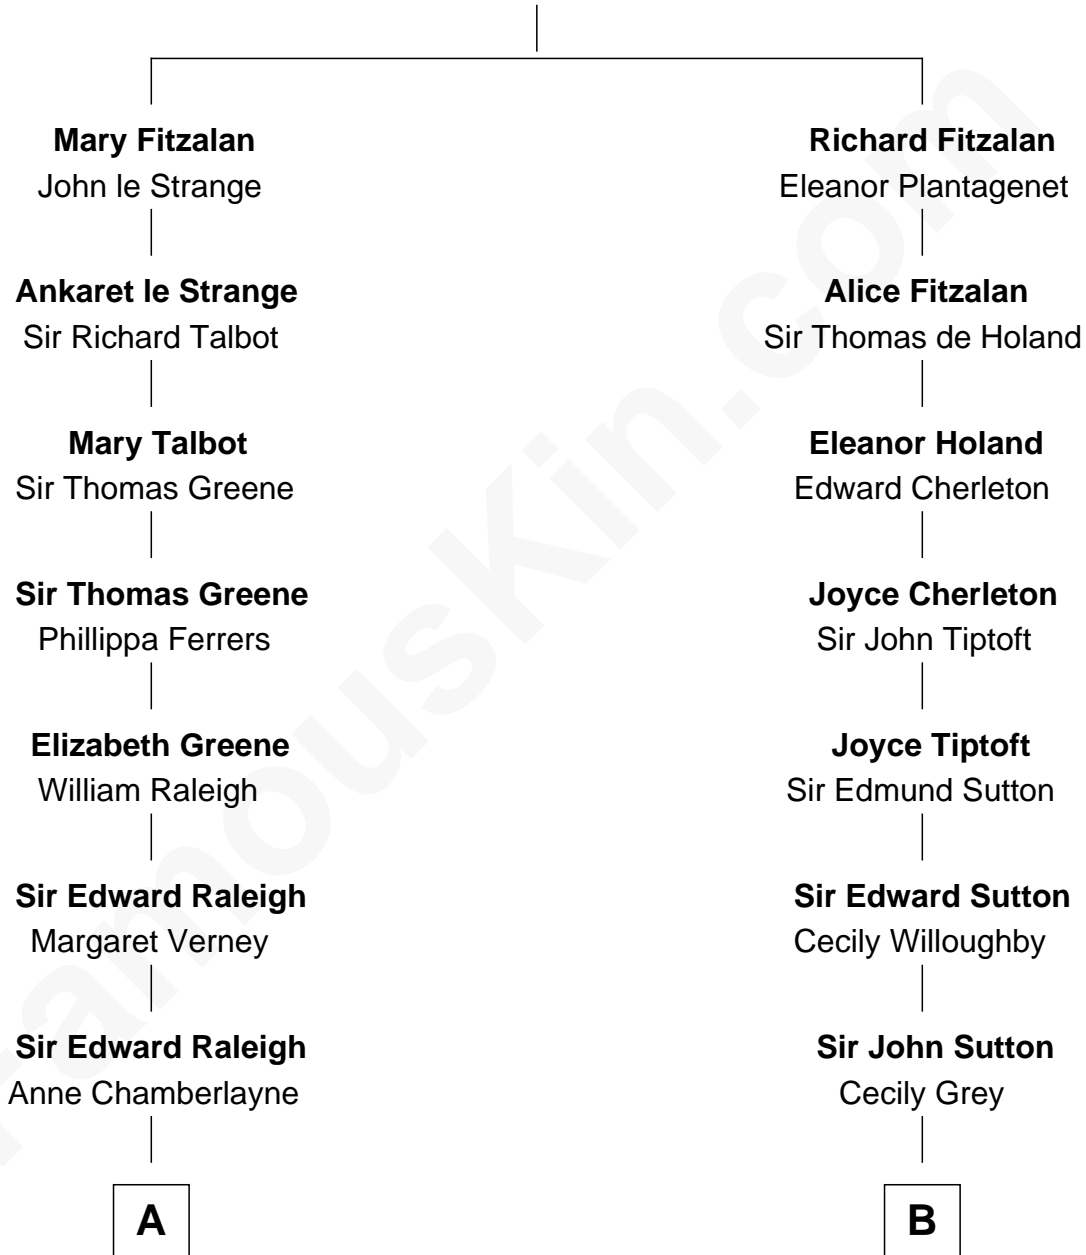 Mary Fitzalan
John le Strange
Richard Fitzalan
Eleanor Plantagenet
Ankaret le Strange
Sir Richard Talbot
Alice Fitzalan
Sir Thomas de Holand
Mary Talbot
Sir Thomas Greene
Eleanor Holand
Edward Cherleton
Sir Thomas Greene
Phillippa Ferrers
Joyce Cherleton
Sir John Tiptoft
Elizabeth Greene
William Raleigh
Joyce Tiptoft
Sir Edmund Sutton
Sir Edward Raleigh
Margaret Verney
Sir Edward Sutton
Cecily Willoughby
Sir Edward Raleigh
Anne Chamberlayne
Sir John Sutton
Cecily Grey
A
B
FamousKin.com